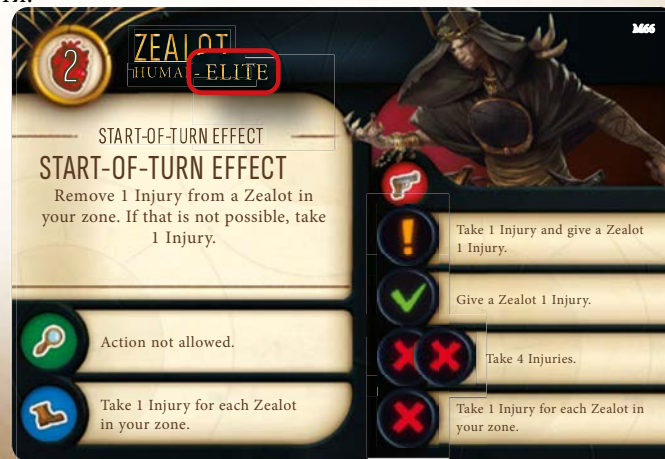 2
ZEALOT
HUMAN - ELITE
M66
START-OF-TURN EFFECT
START-OF-TURN EFFECT
Remove 1 Injury from a Zealot in
your zone. If that is not possible, take
1 Injury.
Take 1 Injury and give a Zealot
1 Injury.
Give a Zealot 1 Injury.
Action not allowed.
Take 4 Injuries.
Take 1 Injury for each Zealot
in your zone.
Take 1 Injury for each Zealot in
your zone.